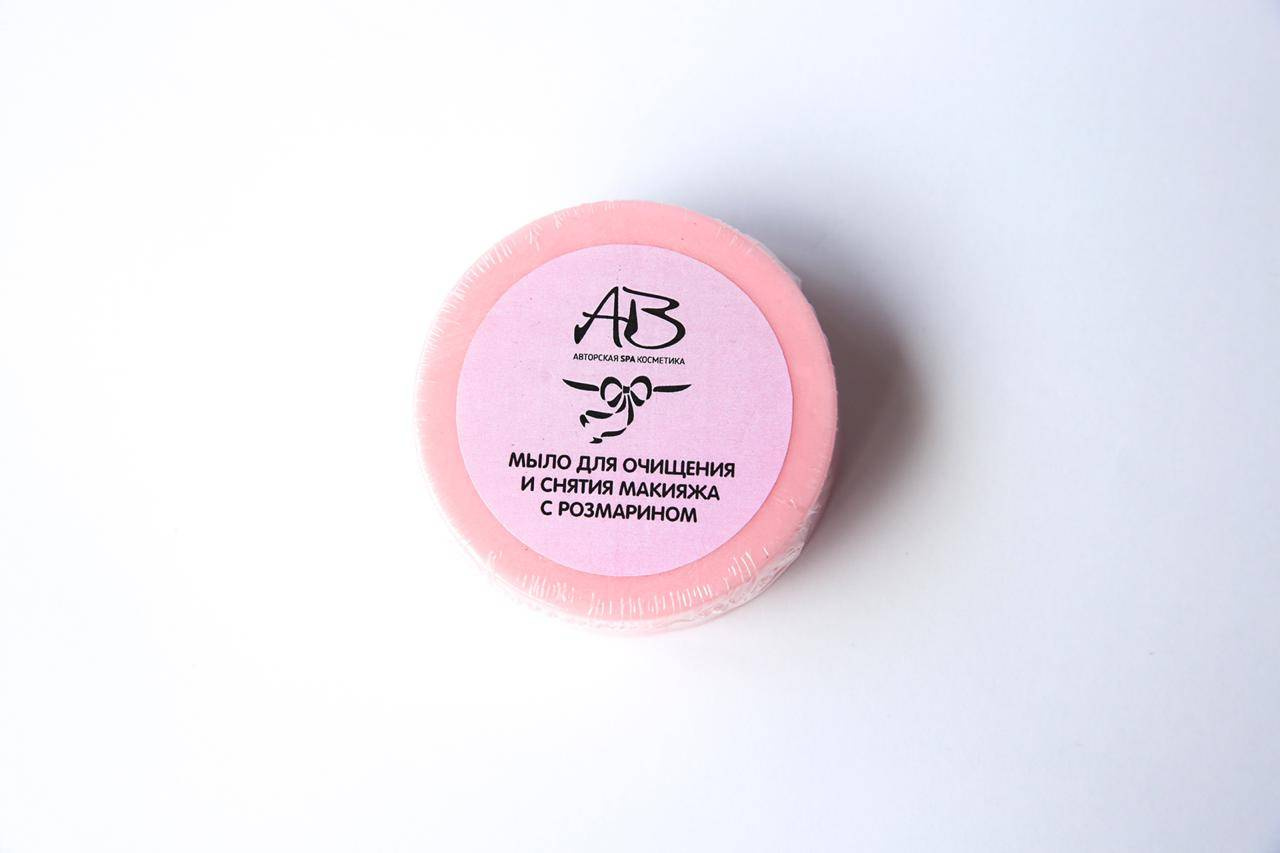 АВ
АВТОРСКАЯ SPA КОСМЕТИКА
МЫЛО ДЛЯ ОЧИЩЕНИЯ
И СНЯТИЯ МАКИЯЖА
С РОЗМАРИНОМ